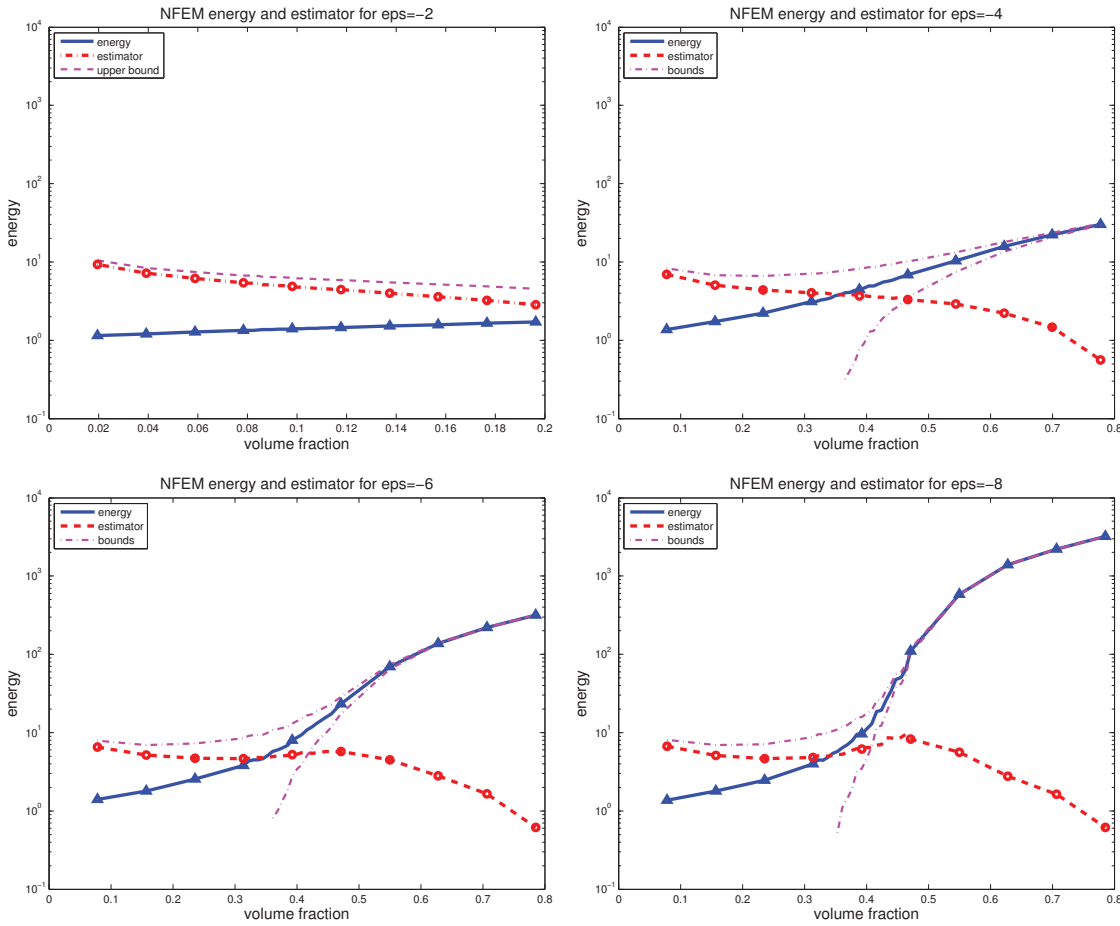 NFEM energy and estimator for eps=−2
10^4
10^3
10^2
10^1
10^0
10^−1
energy
energy
estimator
upper bound
0 0.02 0.04 0.06 0.08 0.1 0.12 0.14 0.16 0.18 0.2
volume fraction
NFEM energy and estimator for eps=−4
10^4
10^3
10^2
10^1
10^0
10^−1
energy
energy
estimator
bounds
0 0.1 0.2 0.3 0.4 0.5 0.6 0.7 0.8
volume fraction
NFEM energy and estimator for eps=−6
10^4
10^3
10^2
10^1
10^0
10^−1
energy
energy
estimator
bounds
0 0.1 0.2 0.3 0.4 0.5 0.6 0.7 0.8
volume fraction
NFEM energy and estimator for eps=−8
10^4
10^3
10^2
10^1
10^0
10^−1
energy
energy
estimator
bounds
0 0.1 0.2 0.3 0.4 0.5 0.6 0.7 0.8
volume fraction